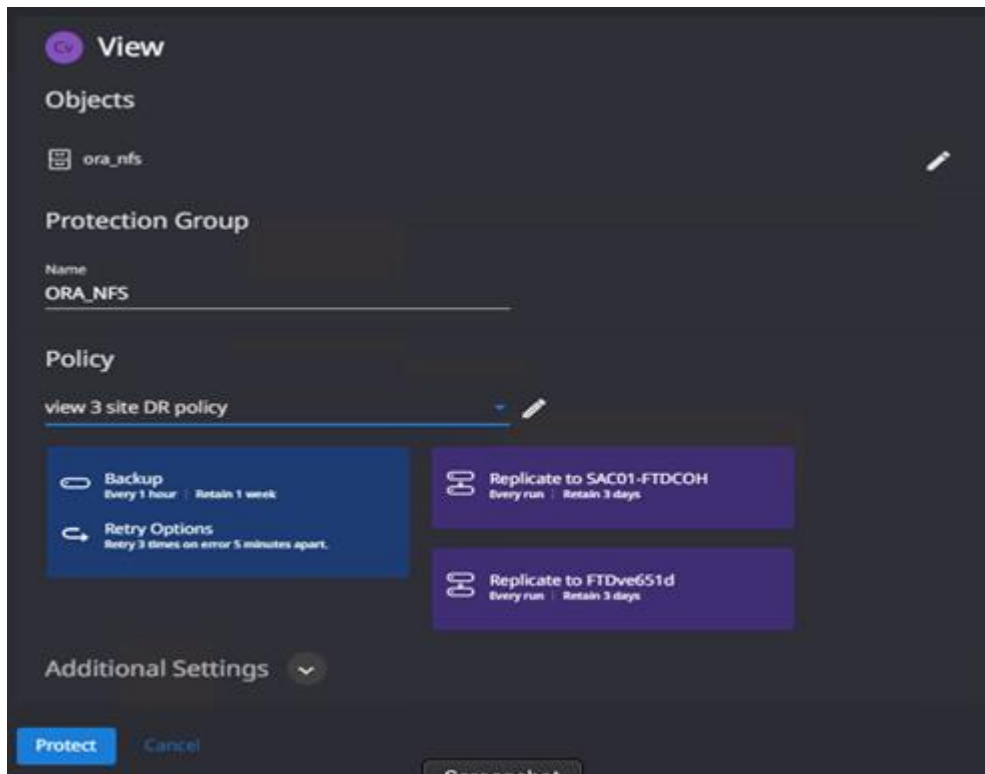 Cv View
Objects
ora_nfs
Protection Group
Name
ORA_NFS
Policy
view 3 site DR policy
Backup
Every 1 hour | Retain 1 week
Retry Options
Retry 3 times on error 5 minutes apart.
Replicate to SAC01-FTDCOH
Every run | Retain 3 days
Replicate to FTDve651d
Every run | Retain 3 days
Additional Settings
Protect Cancel